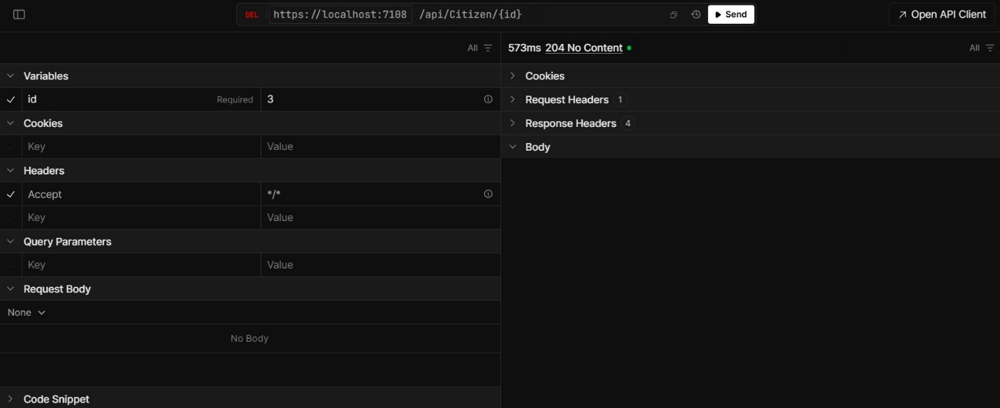 DEL https://localhost:7108 /api/Citizen/{id} Send Open API Client
All
573ms 204 No Content All
Variables
id Required 3
Cookies
Key Value
Headers
Accept */*
Key Value
Query Parameters
Key Value
Request Body
None
No Body
Code Snippet
Cookies
Request Headers 1
Response Headers 4
Body